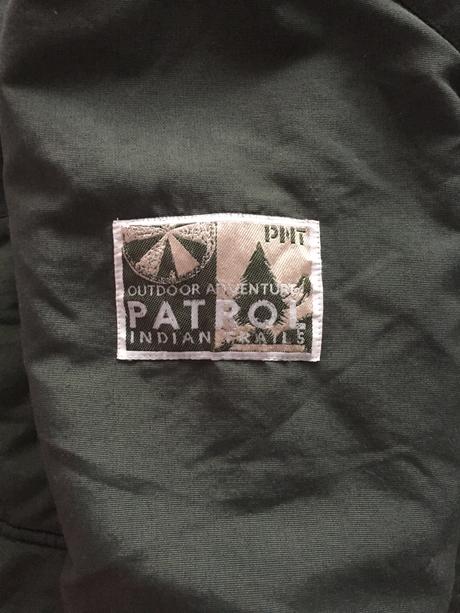 PHT
OUTDOOR ADVENTURE
PATROL
INDIAN TRAILS